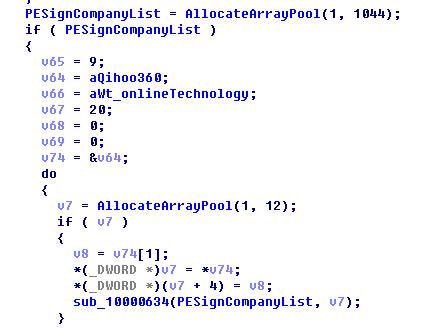 PESignCompanyList = AllocateArrayPool(1, 1044);
if ( PESignCompanyList )
{
v65 = 9;
v64 = aQihoo360;
v66 = aWt_onlineTechnology;
v67 = 20;
v68 = 0;
v69 = 0;
v74 = &v64;
do
{
v7 = AllocateArrayPool(1, 12);
if ( v7 )
{
v8 = v74[1];
*(_DWORD *)v7 = *v74;
*(_DWORD *)(v7 + 4) = v8;
sub_10000634(PESignCompanyList, v7);
}